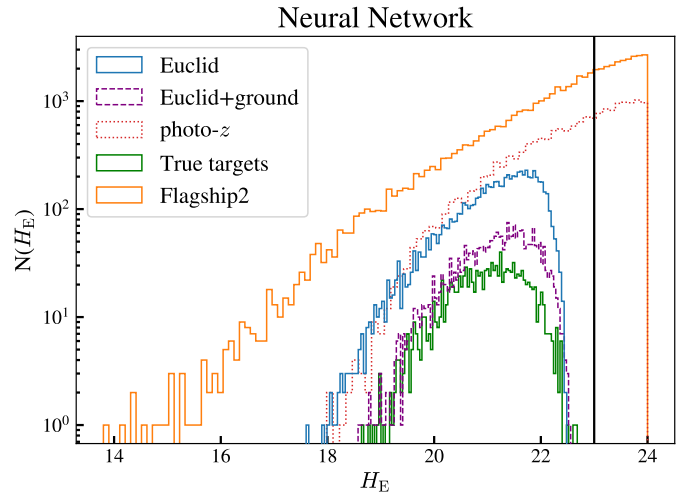 Neural Network
Euclid
Euclid+ground
photo-z
True targets
Flagship2
N(H_E)
10^3
10^2
10^1
10^0
14 16 18 20 22 24
H_E